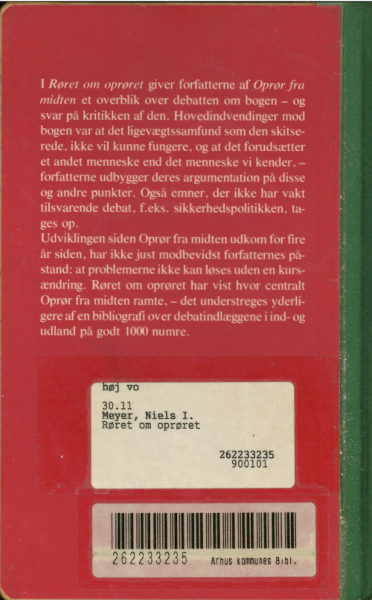 I Røret om oprøret giver forfatterne af Oprør fra
midten et overblik over debatten om bogen – og
svar på kritikken af den. Hovedindvendinger mod
bogen var at det ligevægtssamfund som den skitse-
rede, ikke vil kunne fungere, og at det forudsætter
et andet menneske end det menneske vi kender, –
forfatterne udbygger deres argumentation på disse
og andre punkter. Også emner, der ikke har vakt
tilsvarende debat, f.eks. sikkerhedspolitikken, ta-
ges op.
Udviklingen siden Oprør fra midten udkom for fire
år siden, har ikke just modbevidst forfatternes på-
stand: at problemerne ikke kan løses uden en kurs-
ændring. Røret om oprøret har vist hvor centralt
Oprør fra midten ramte, – det understreges yderli-
gere af en bibliografi over debatindlæggene i ind- og
udland på godt 1000 numre.
høj vo
30.11
Meyer, Niels I.
Røret om oprøret
262233235
900101
262233235 Århus kommunes Bibl.